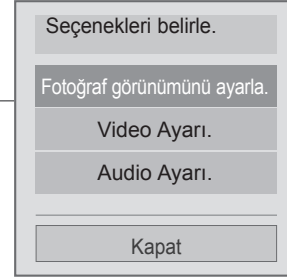 Seçenekleri belirle.
Fotoğraf görünümünü ayarla.
Video Ayarı.
Audio Ayarı.
Kapat